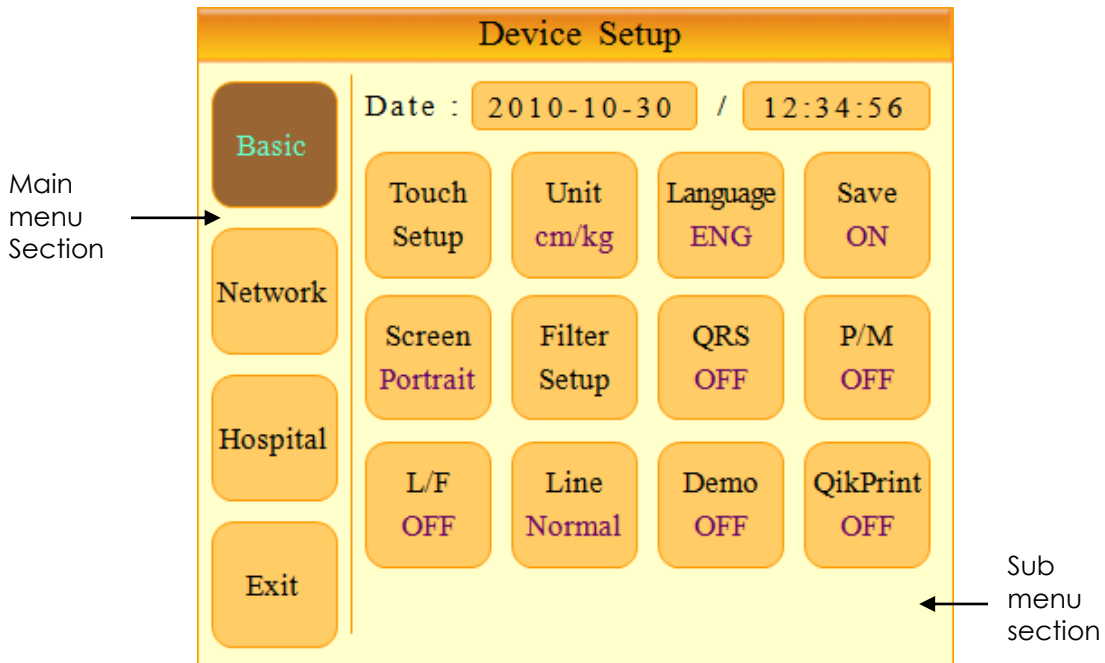 Device Setup
Date : 2010-10-30 / 12:34:56
Main
menu
Section
Basic
Network
Hospital
Exit
Touch
Setup
Unit
cm/kg
Language
ENG
Save
ON
Screen
Portrait
Filter
Setup
QRS
OFF
P/M
OFF
L/F
OFF
Line
Normal
Demo
OFF
QikPrint
OFF
Sub
menu
section